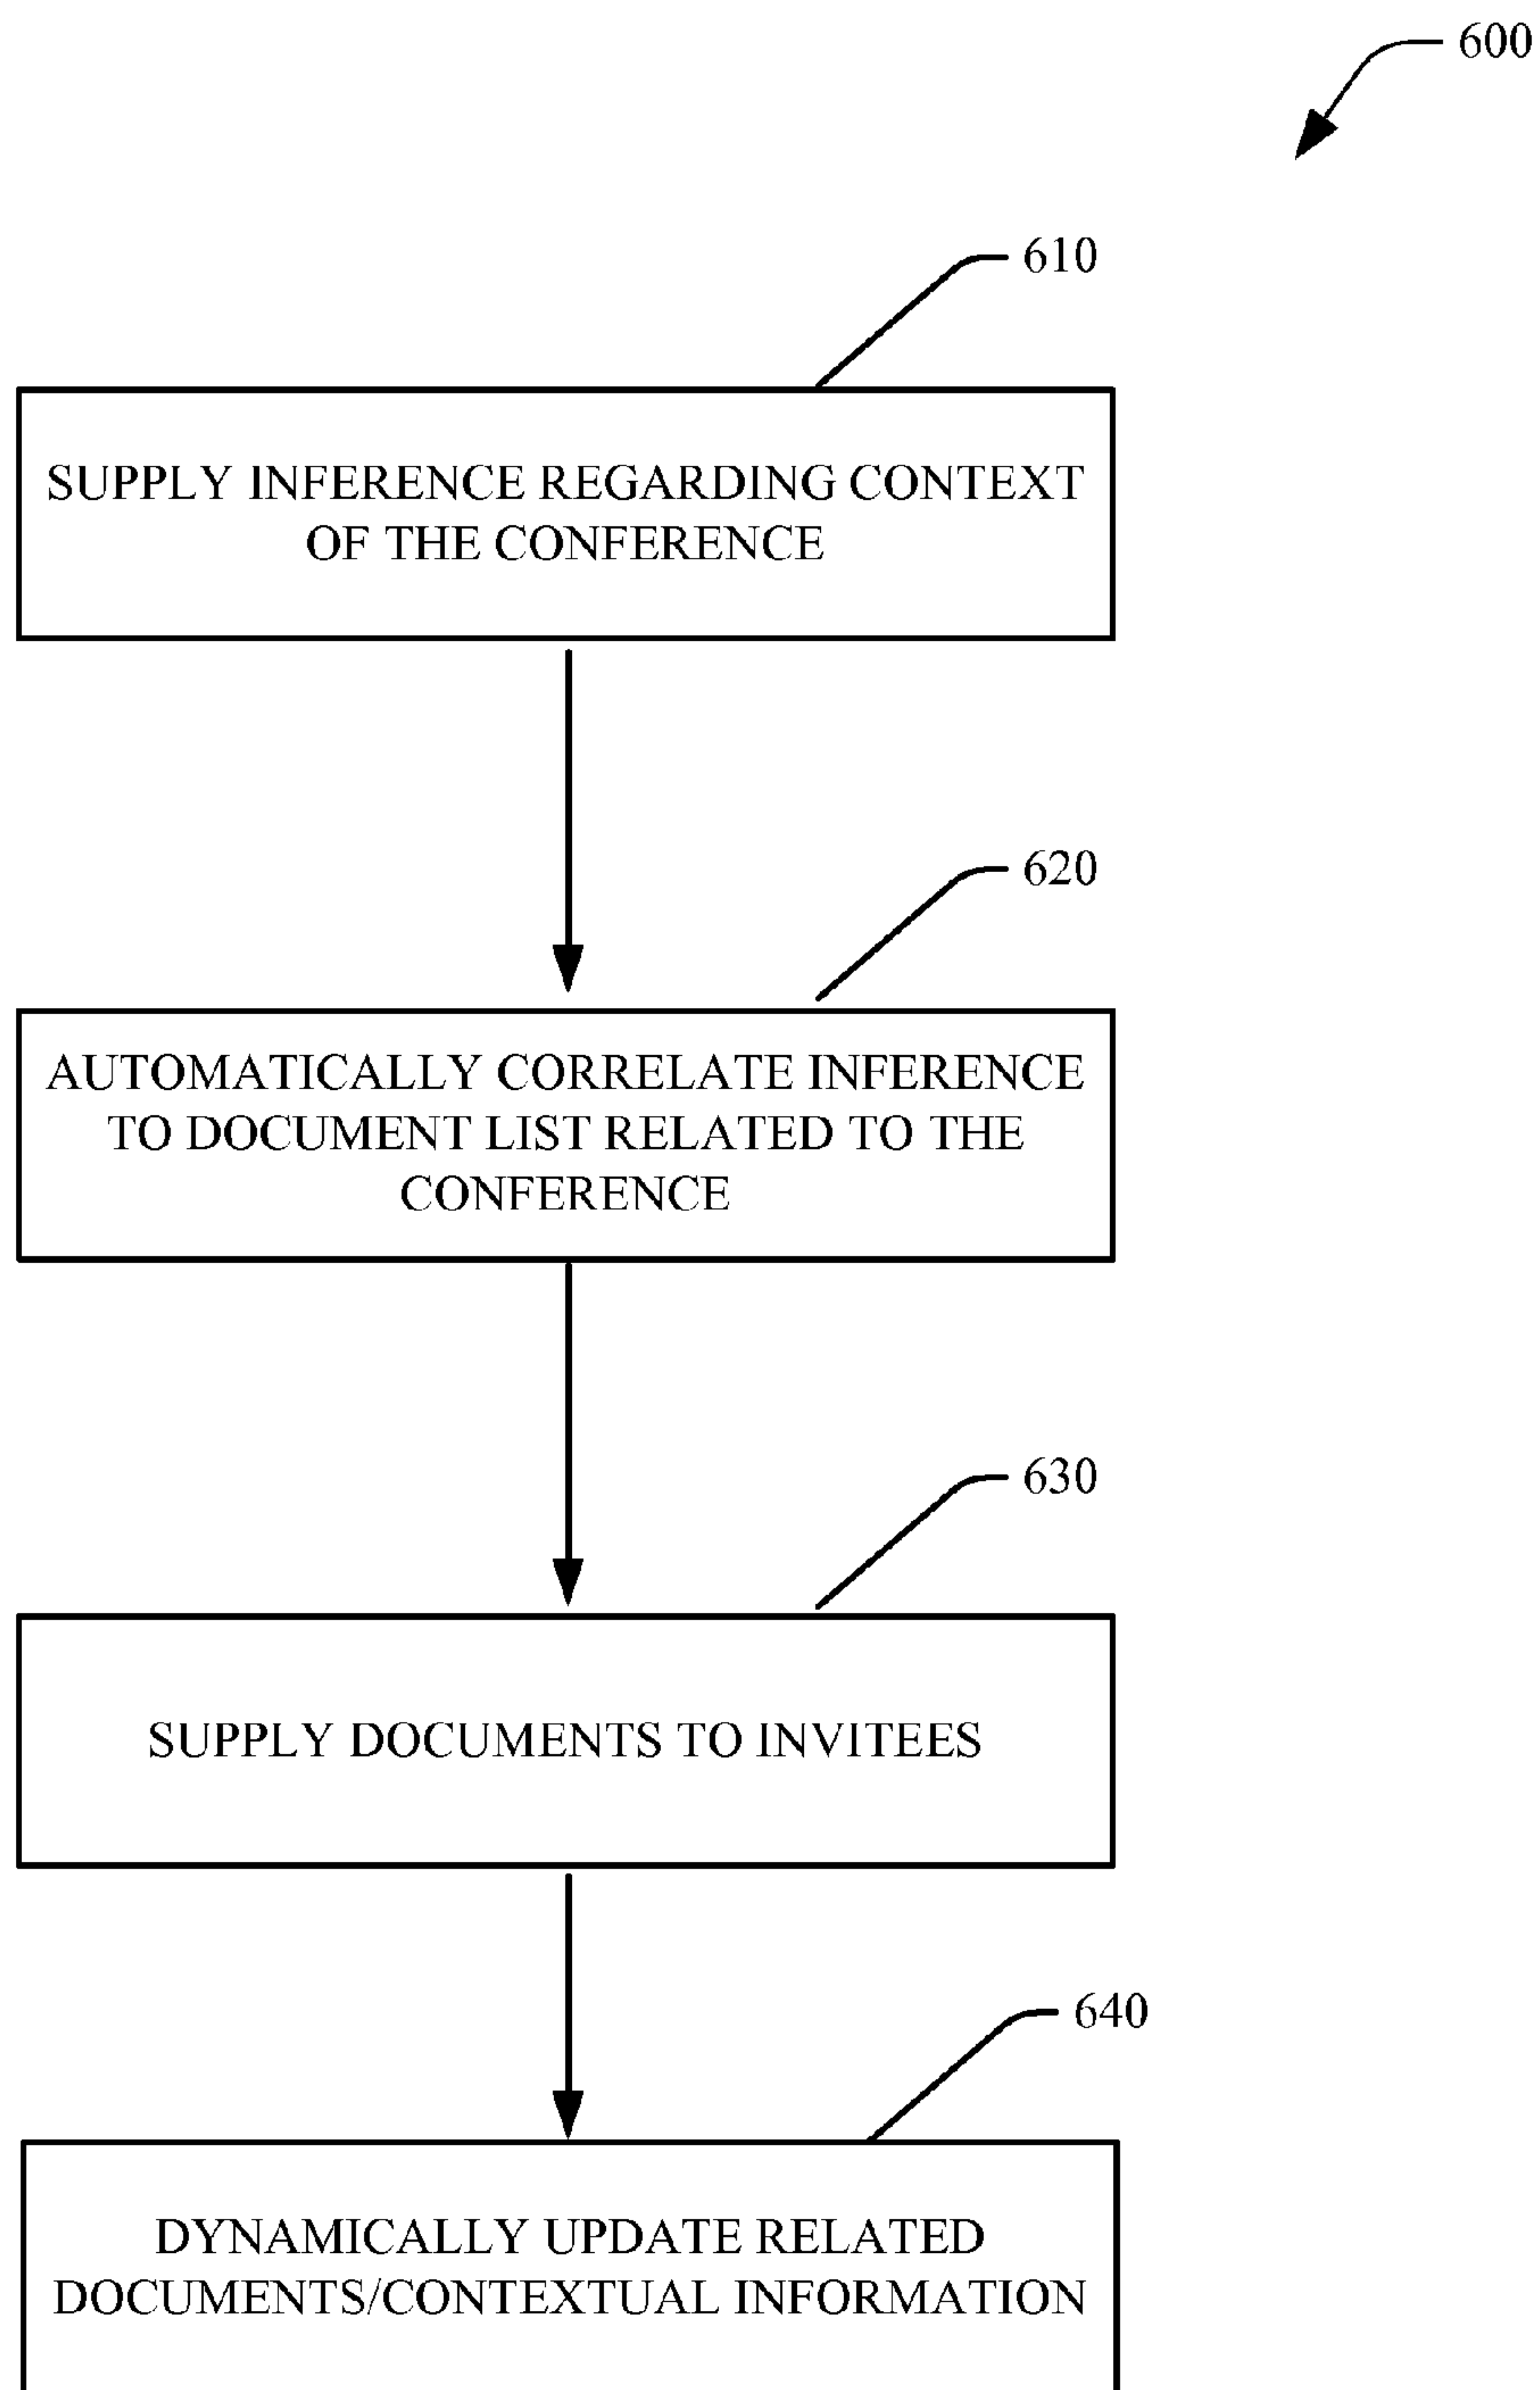 600
610
SUPPLY INFERENCE REGARDING CONTEXT
OF THE CONFERENCE
620
AUTOMATICALLY CORRELATE INFERENCE
TO DOCUMENT LIST RELATED TO THE
CONFERENCE
630
SUPPLY DOCUMENTS TO INVITEES
640
DYNAMICALLY UPDATE RELATED
DOCUMENTS/CONTEXTUAL INFORMATION